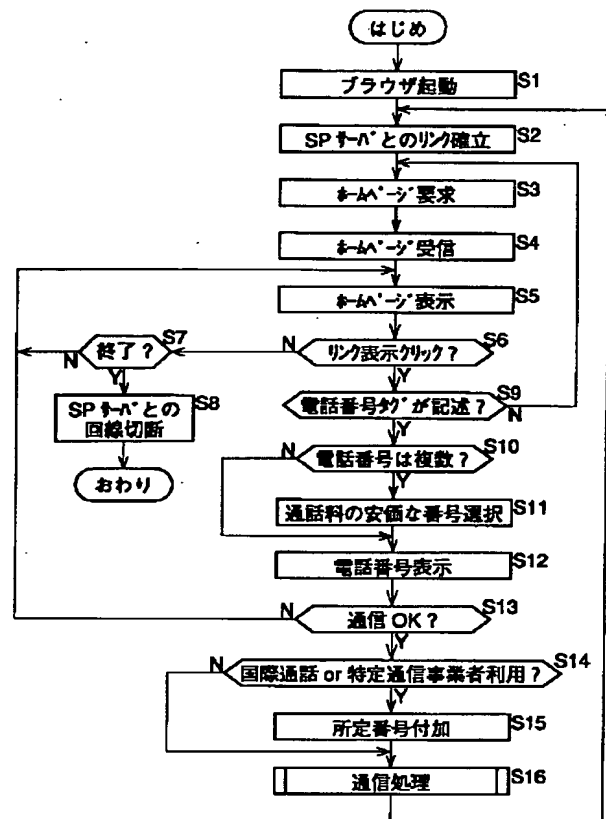 はじめ
ブラウザ起動 S1
SP サーバとのリンク確立 S2
ホームページ要求 S3
ホームページ受信 S4
ホームページ表示 S5
リンク表示クリック? S6
N
Y
終了? S7
N
Y
SP サーバとの
回線切断 S8
おわり
電話番号タグが記述? S9
N
Y
電話番号は複数? S10
N
Y
通話料の安価な番号選択 S11
電話番号表示 S12
通信 OK? S13
N
Y
国際通話 or 特定通信事業者利用? S14
N
Y
所定番号付加 S15
通信処理 S16